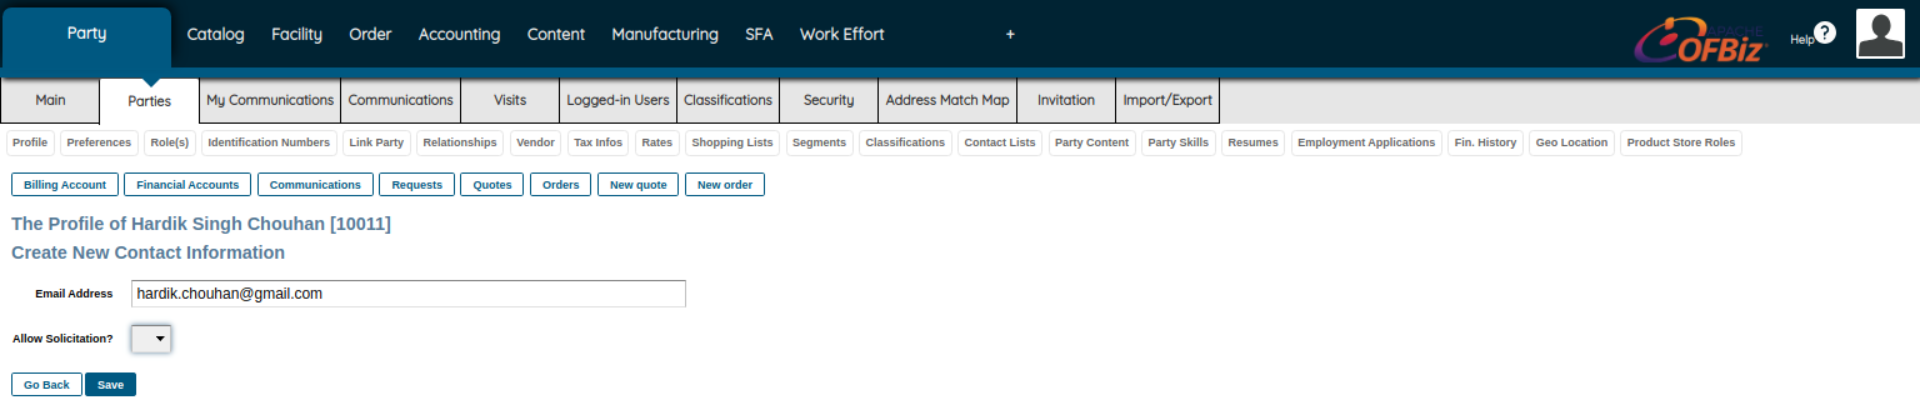 Party Catalog Facility Order Accounting Content Manufacturing SFA Work Effort + APACHE OFBiz Help ?
Main Parties My Communications Communications Visits Logged-in Users Classifications Security Address Match Map Invitation Import/Export
Profile Preferences Role(s) Identification Numbers Link Party Relationships Vendor Tax Infos Rates Shopping Lists Segments Classifications Contact Lists Party Content Party Skills Resumes Employment Applications Fin. History Geo Location Product Store Roles
Billing Account Financial Accounts Communications Requests Quotes Orders New quote New order
The Profile of Hardik Singh Chouhan [10011]
Create New Contact Information
Email Address hardik.chouhan@gmail.com
Allow Solicitation?
Go Back Save